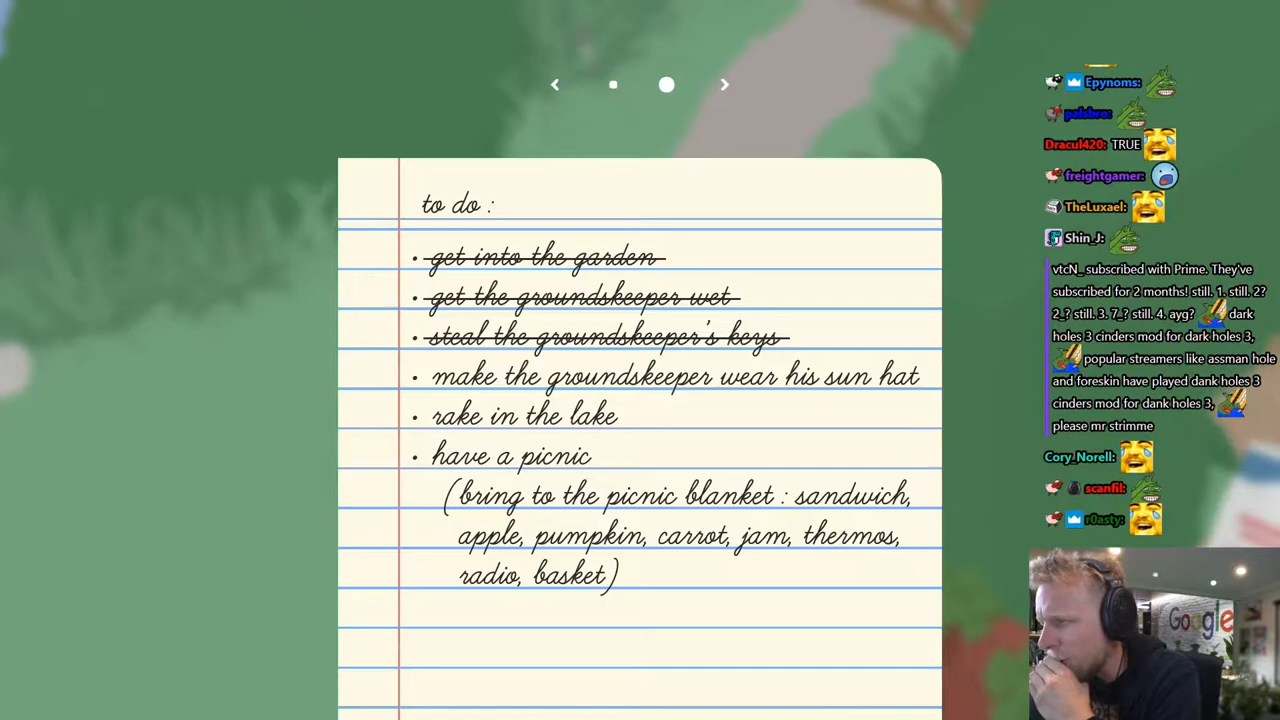 to do :
• get into the garden
• get the groundskeeper wet
• steal the groundskeeper's keys
• make the groundskeeper wear his sun hat
• rake in the lake
• have a picnic
(bring to the picnic blanket : sandwich,
apple, pumpkin, carrot, jam, thermos,
radio, basket)
Epynoms:
palsbro:
Dracul420: TRUE
freightgamer:
TheLuxael:
Shin_J:
vtcN_ subscribed with Prime. They've
subscribed for 2 months! still. 1. still. 2?
2_? still. 3. 7_? still. 4. ayg? dark
holes 3 cinders mod for dark holes 3,
popular streamers like assman hole
and foreskin have played dank holes 3
cinders mod for dank holes 3,
please mr strimme
Cory_Norell:
scanfil:
r0asty:
Google